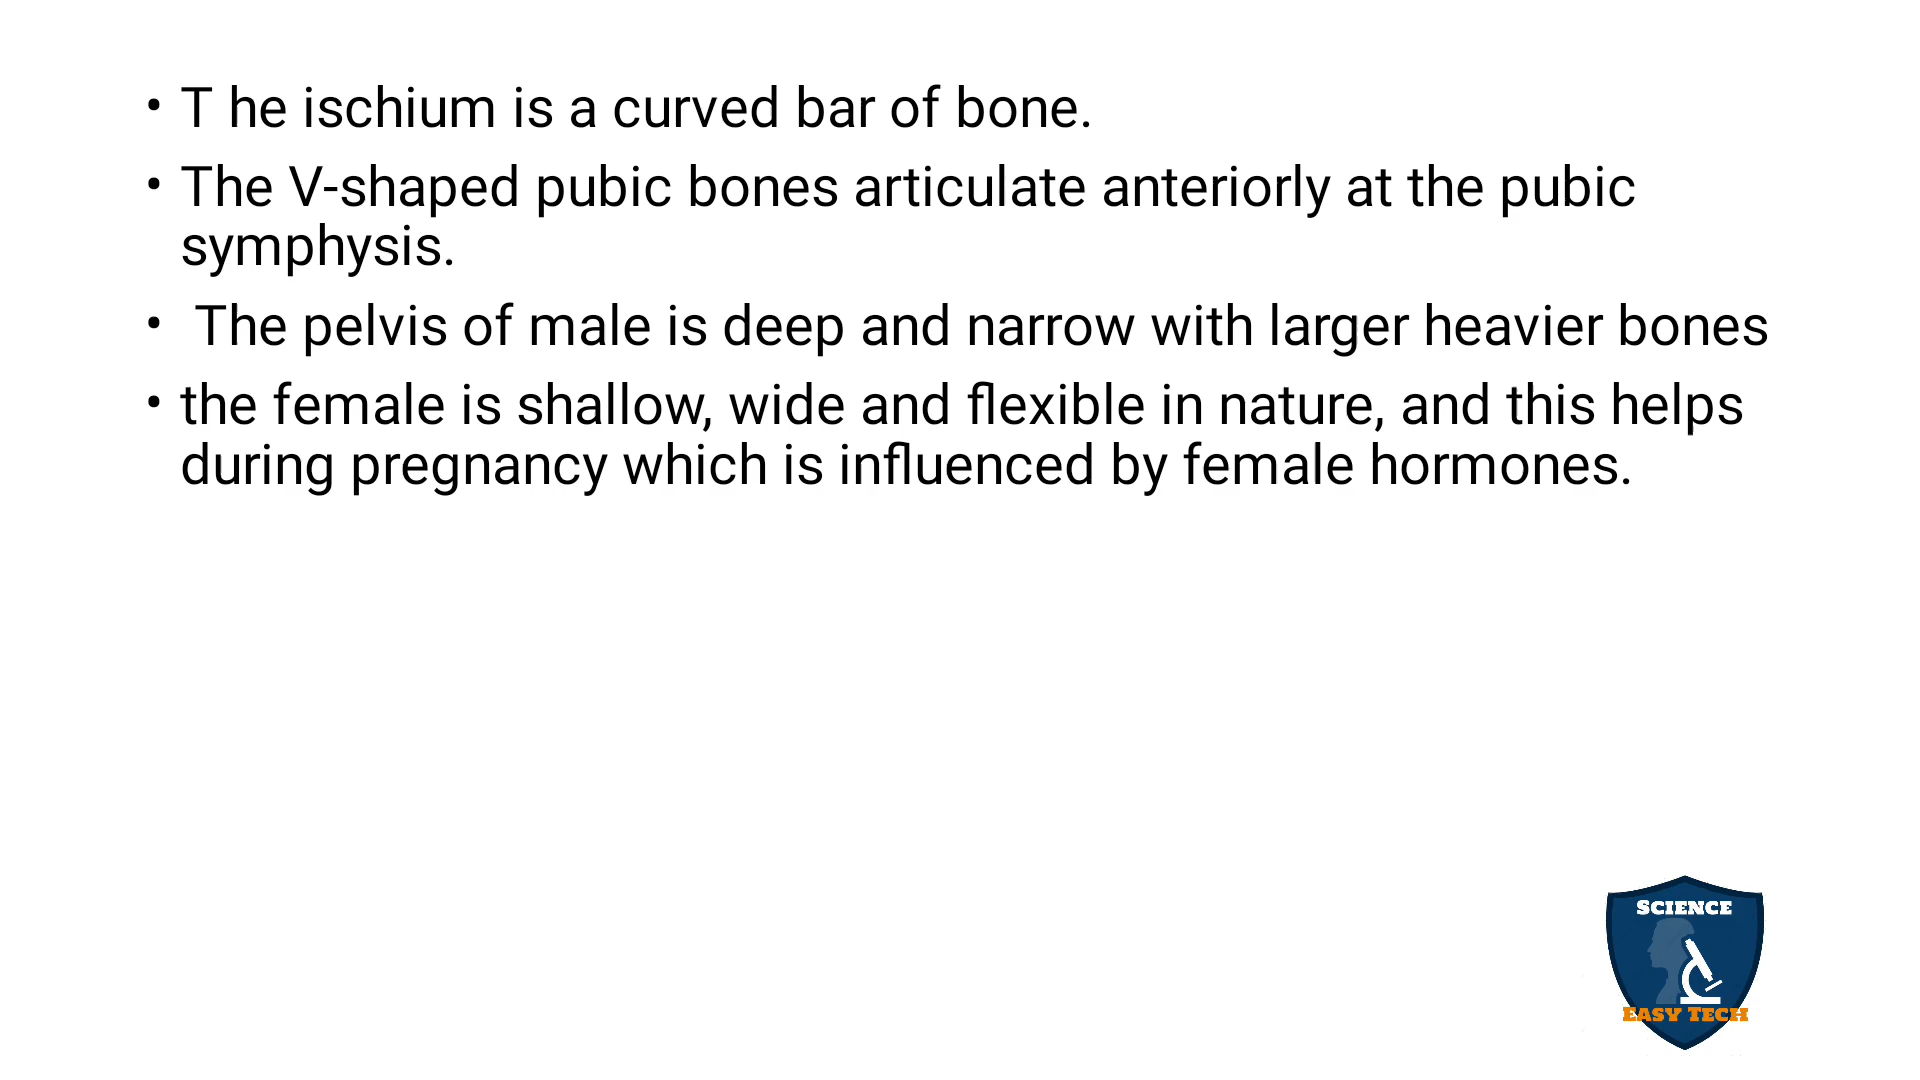 • T he ischium is a curved bar of bone.
• The V-shaped pubic bones articulate anteriorly at the pubic
symphysis.
• The pelvis of male is deep and narrow with larger heavier bones
• the female is shallow, wide and flexible in nature, and this helps
during pregnancy which is influenced by female hormones.
SCIENCE
EASY TECH